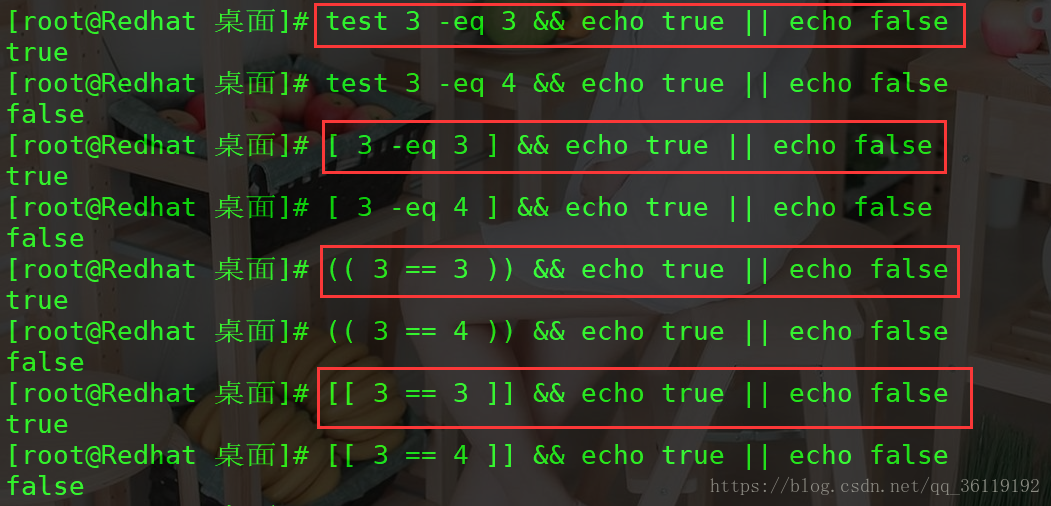 [root@Redhat 桌面]# test 3 -eq 3 && echo true || echo false
true
[root@Redhat 桌面]# test 3 -eq 4 && echo true || echo false
false
[root@Redhat 桌面]# [ 3 -eq 3 ] && echo true || echo false
true
[root@Redhat 桌面]# [ 3 -eq 4 ] && echo true || echo false
false
[root@Redhat 桌面]# (( 3 == 3 )) && echo true || echo false
true
[root@Redhat 桌面]# (( 3 == 4 )) && echo true || echo false
false
[root@Redhat 桌面]# [[ 3 == 3 ]] && echo true || echo false
true
[root@Redhat 桌面]# [[ 3 == 4 ]] && echo true || echo false
false
https://blog.csdn.net/qq_36119192